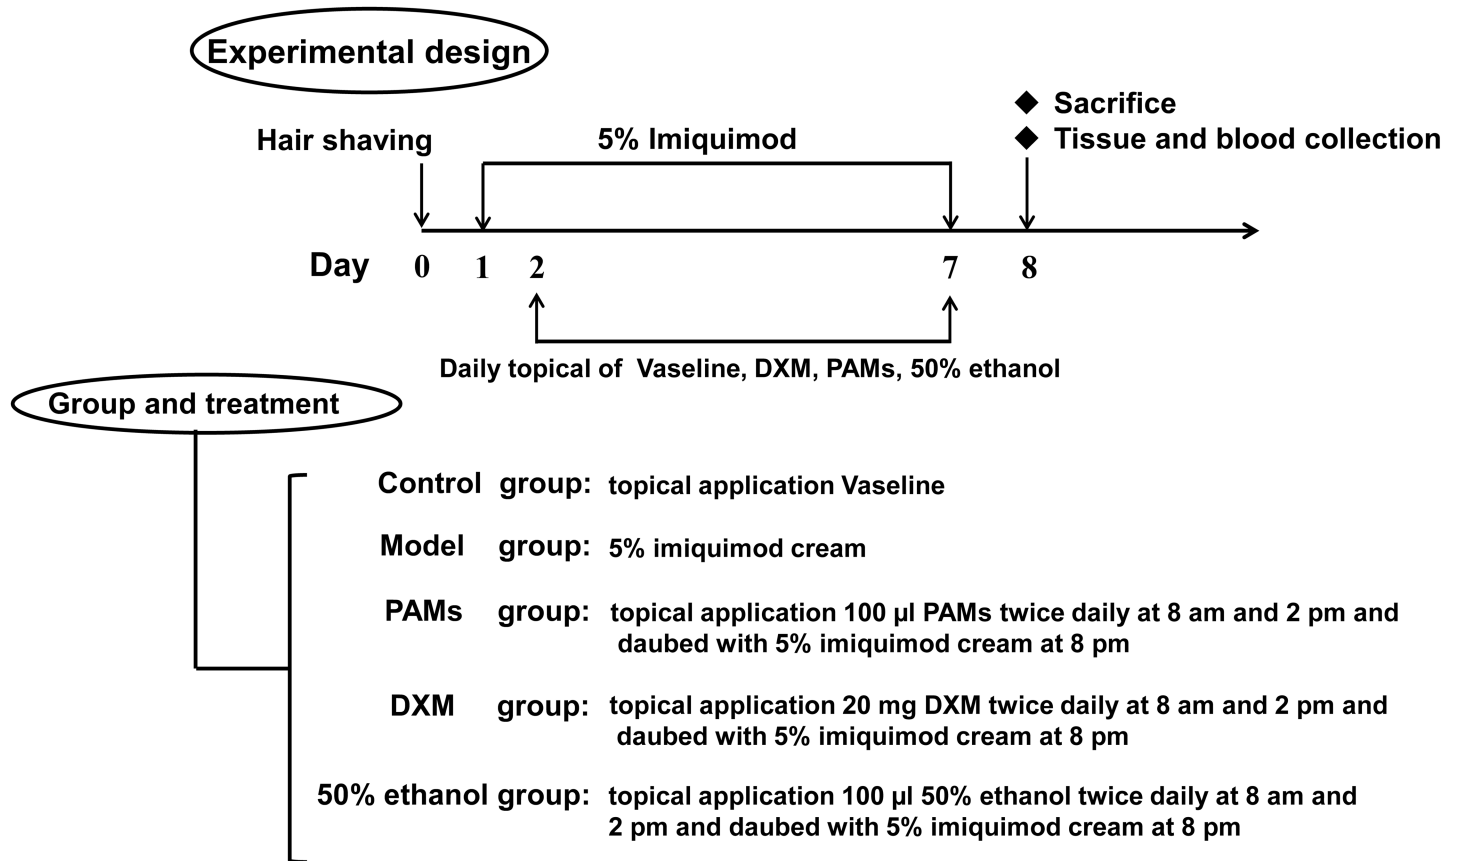 Experimental design
Hair shaving
5% Imiquimod
◆ Sacrifice
◆ Tissue and blood collection
Day 0 1 2 7 8
Daily topical of Vaseline, DXM, PAMs, 50% ethanol
Group and treatment
Control group: topical application Vaseline
Model group: 5% imiquimod cream
PAMs group: topical application 100 µl PAMs twice daily at 8 am and 2 pm and
daubed with 5% imiquimod cream at 8 pm
DXM group: topical application 20 mg DXM twice daily at 8 am and 2 pm and
daubed with 5% imiquimod cream at 8 pm
50% ethanol group: topical application 100 µl 50% ethanol twice daily at 8 am and
2 pm and daubed with 5% imiquimod cream at 8 pm